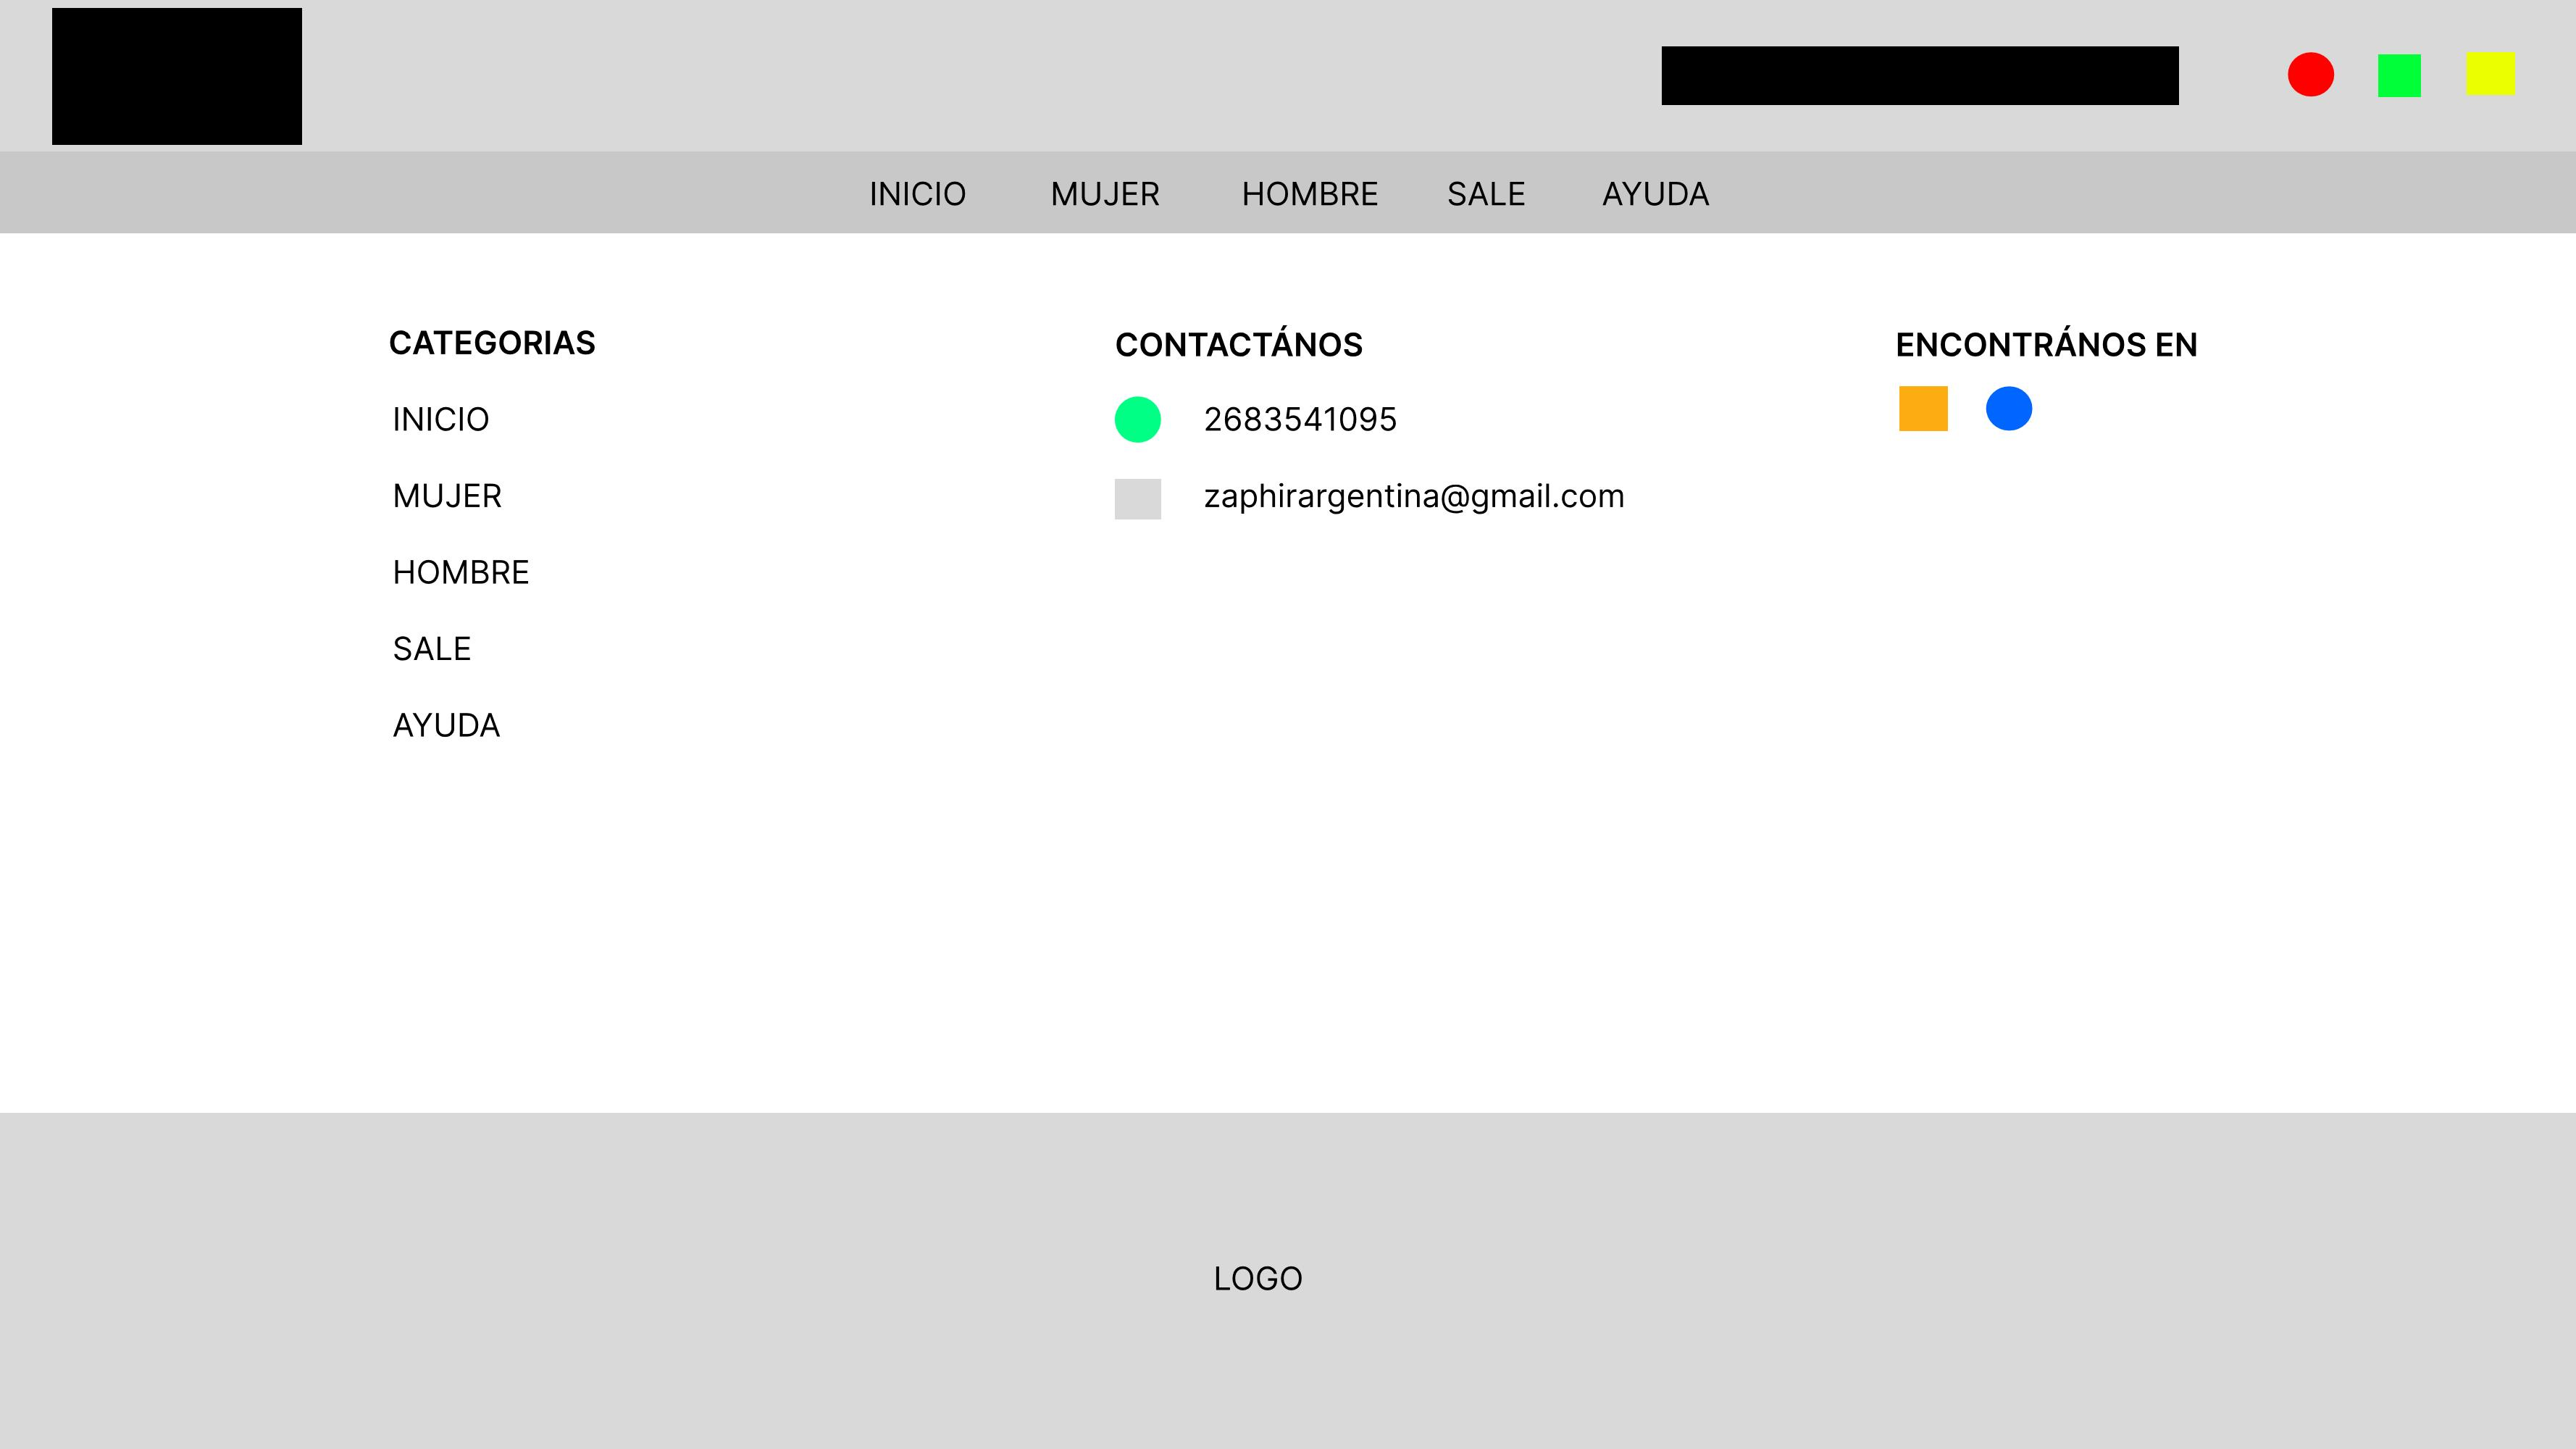 INICIO MUJER HOMBRE SALE AYUDA
CATEGORIAS
INICIO
MUJER
HOMBRE
SALE
AYUDA
CONTACTÁNOS
2683541095
zaphirargentina@gmail.com
ENCONTRÁNOS EN
LOGO